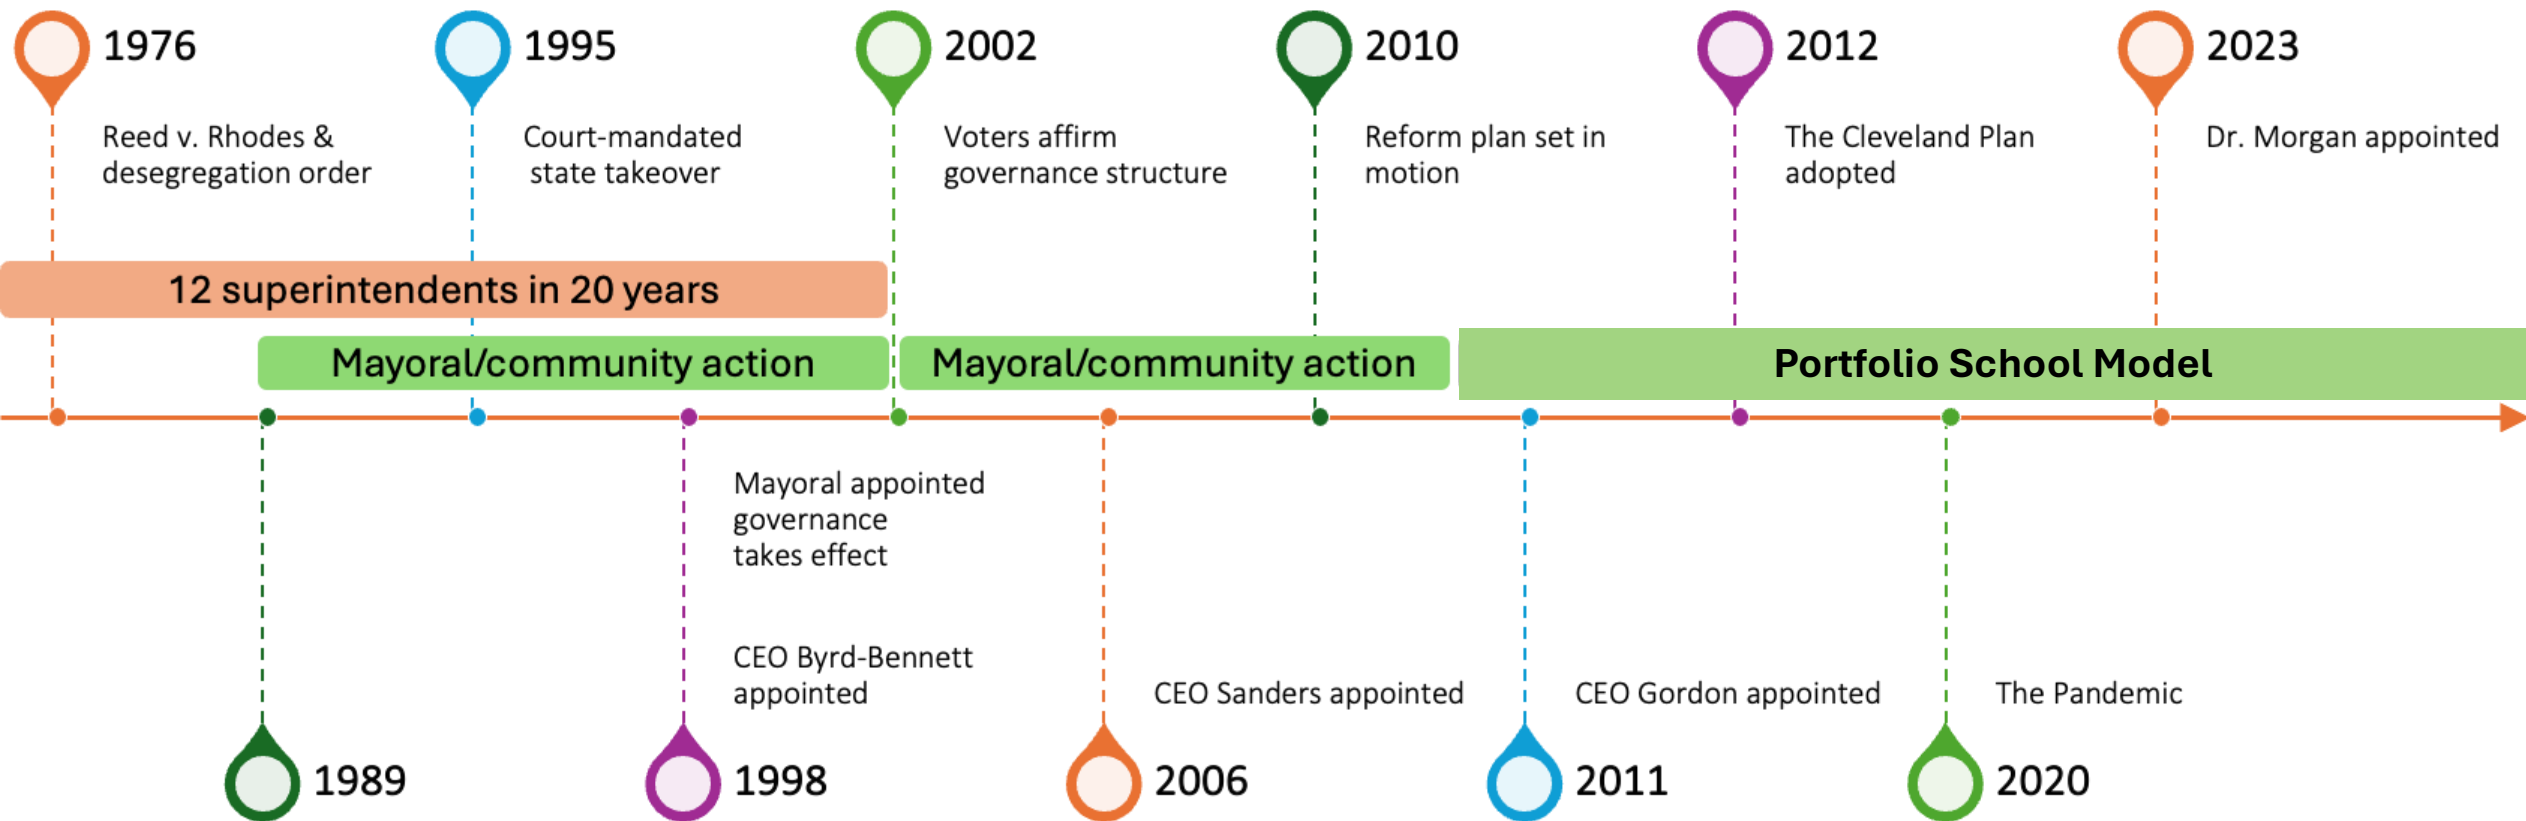 1976
Reed v. Rhodes &
desegregation order
1995
Court-mandated
state takeover
2002
Voters affirm
governance structure
2010
Reform plan set in
motion
2012
The Cleveland Plan
adopted
2023
Dr. Morgan appointed
12 superintendents in 20 years
Mayoral/community action
Mayoral/community action
Portfolio School Model
1989
Mayoral appointed
governance
takes effect
CEO Byrd-Bennett
appointed
1998
CEO Sanders appointed
2006
CEO Gordon appointed
2011
The Pandemic
2020